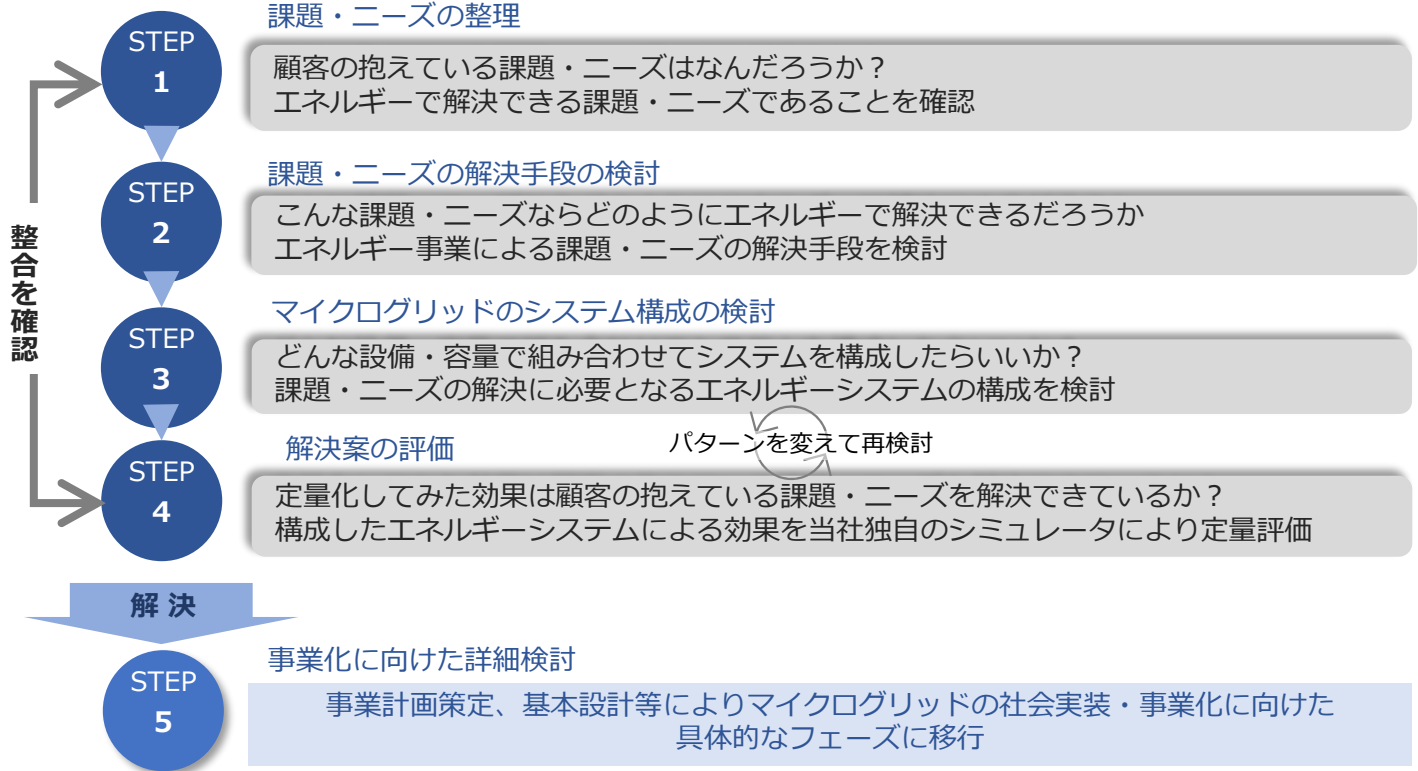 課題・ニーズの整理
STEP
1
顧客の抱えている課題・ニーズはなんだろうか？
エネルギーで解決できる課題・ニーズであることを確認
課題・ニーズの解決手段の検討
STEP
2
こんな課題・ニーズならどのようにエネルギーで解決できるだろうか
エネルギー事業による課題・ニーズの解決手段を検討
整合を確認
マイクログリッドのシステム構成の検討
STEP
3
どんな設備・容量で組み合わせてシステムを構成したらいいか？
課題・ニーズの解決に必要となるエネルギーシステムの構成を検討
パターンを変えて再検討
解決案の評価
STEP
4
定量化してみた効果は顧客の抱えている課題・ニーズを解決できているか？
構成したエネルギーシステムによる効果を当社独自のシミュレータにより定量評価
解 決
事業化に向けた詳細検討
STEP
5
事業計画策定、基本設計等によりマイクログリッドの社会実装・事業化に向けた
具体的なフェーズに移行